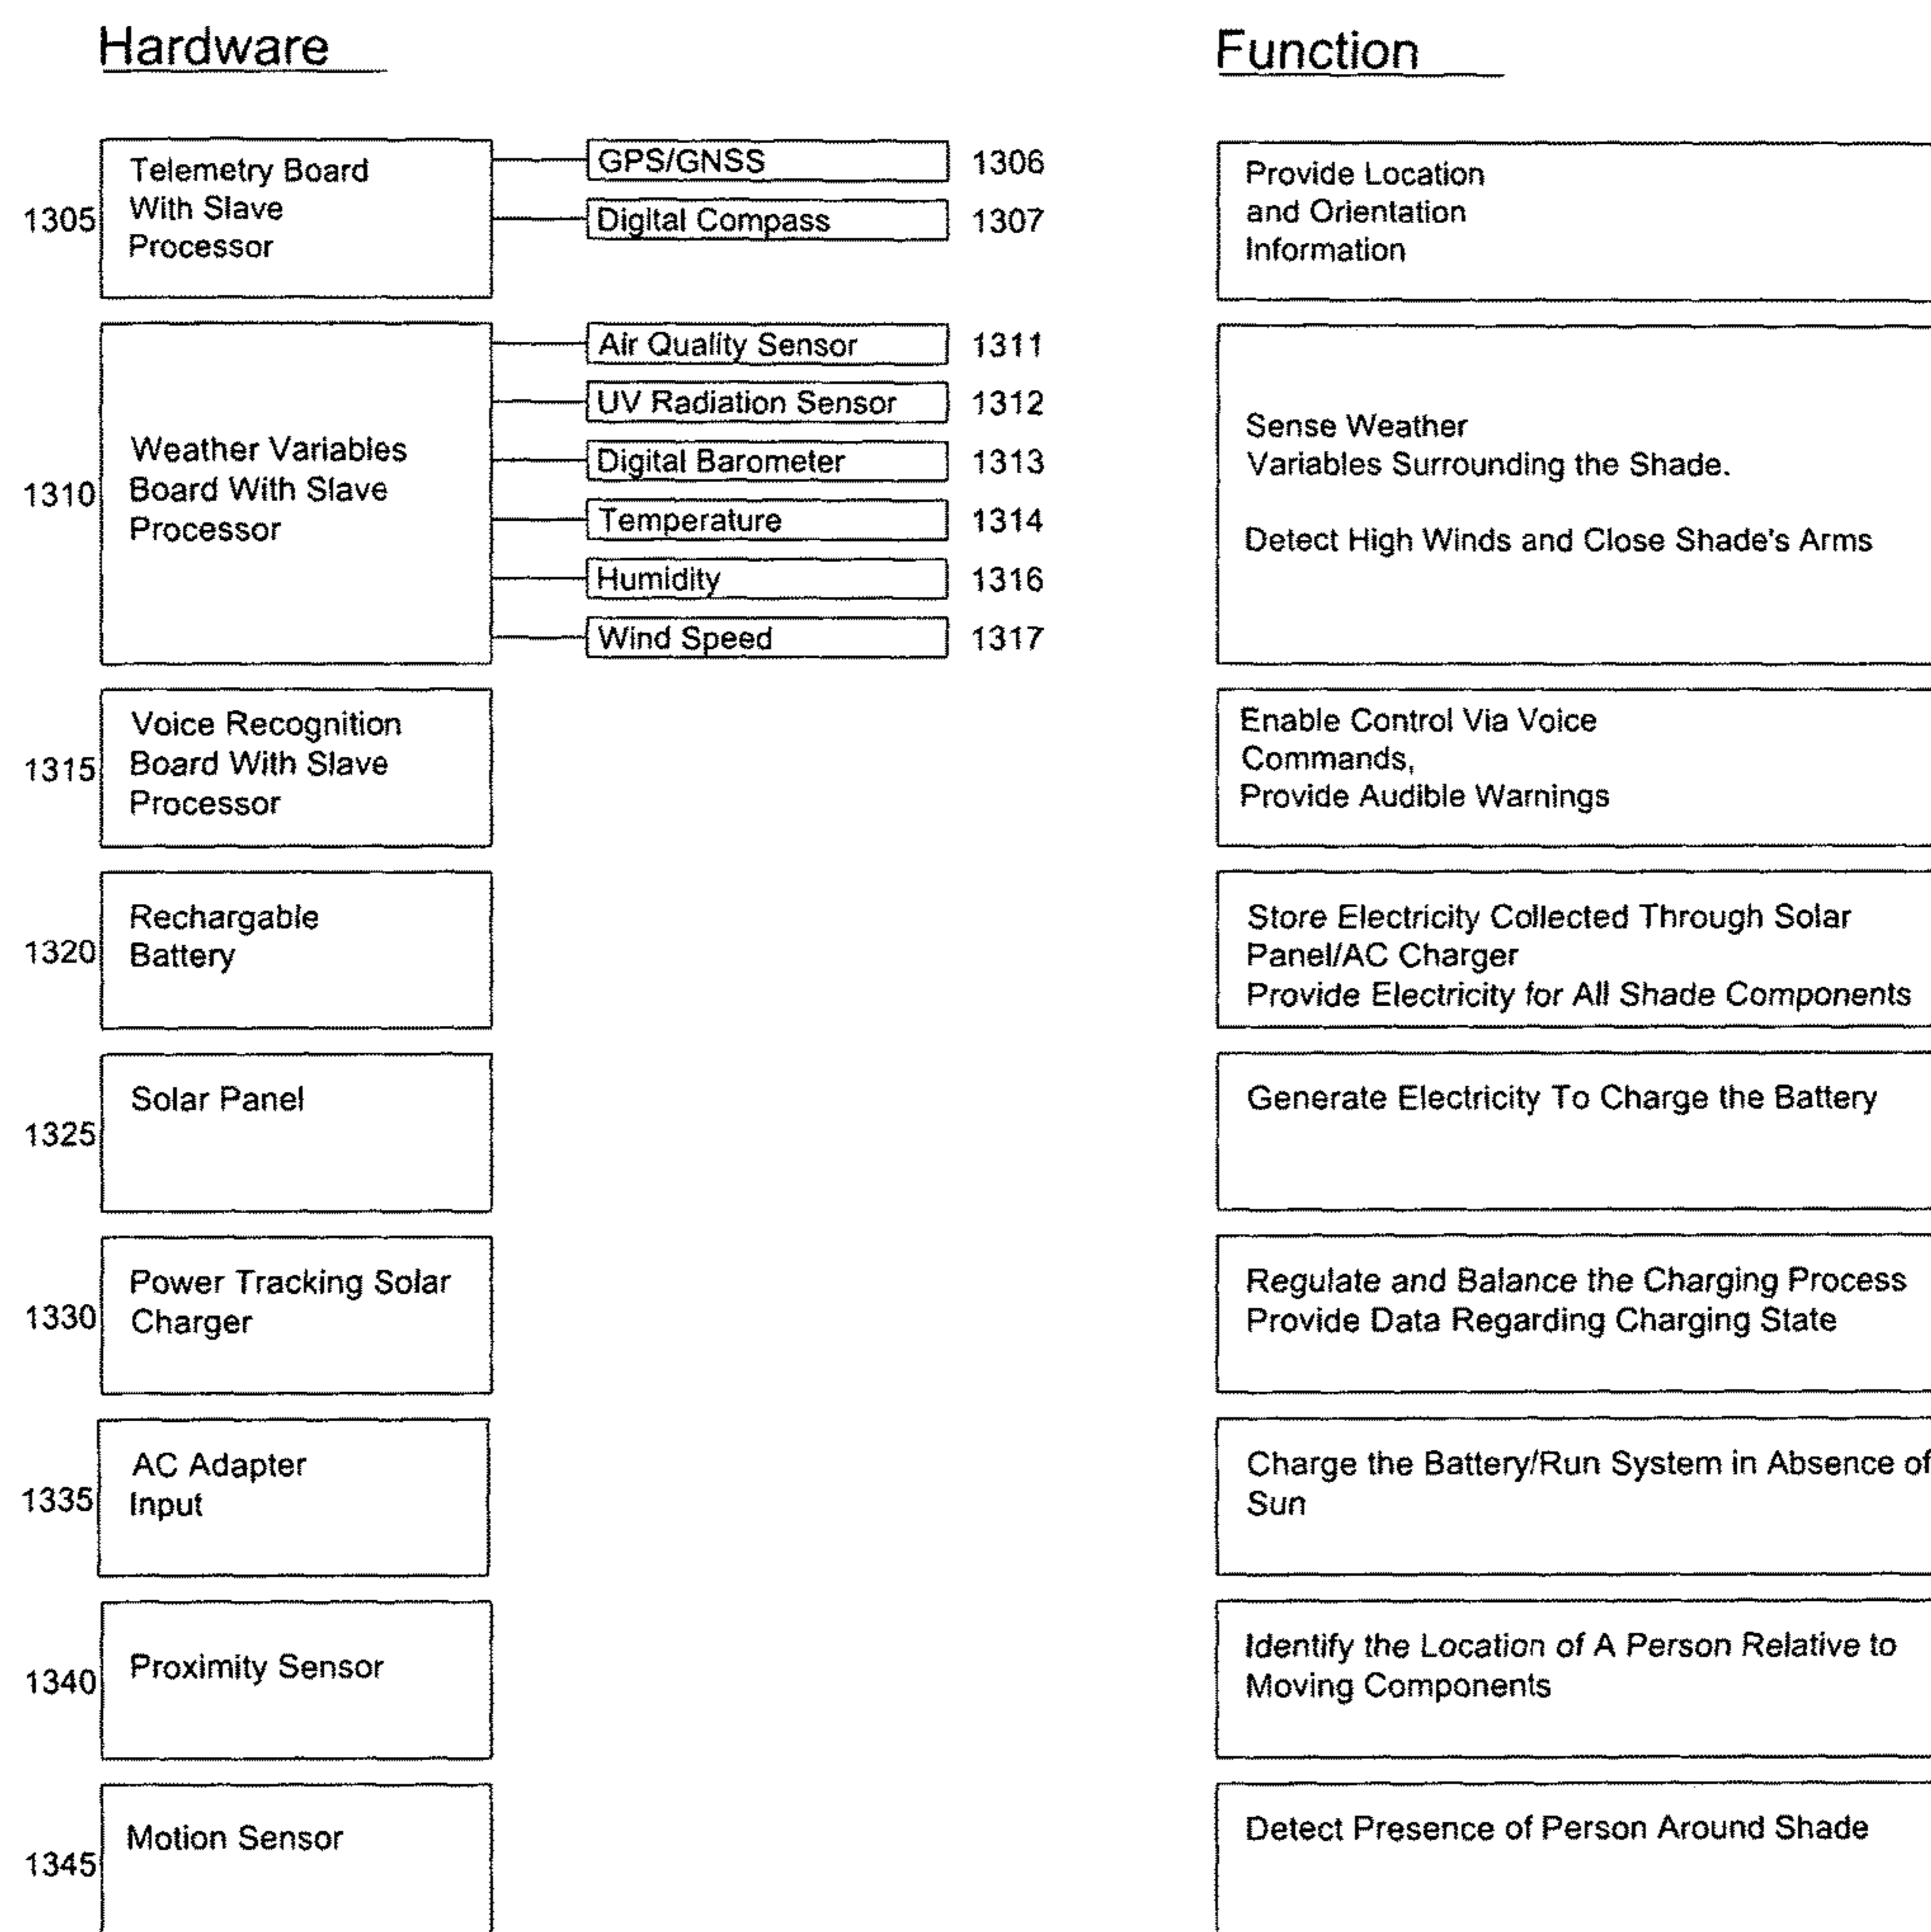 Hardware
Function
Telemetry Board
With Slave
Processor
1305
GPS/GNSS
1306
Digital Compass
1307
Provide Location
and Orientation
Information
Weather Variables
Board With Slave
Processor
1310
Air Quality Sensor
1311
UV Radiation Sensor
1312
Digital Barometer
1313
Temperature
1314
Humidity
1316
Wind Speed
1317
Sense Weather
Variables Surrounding the Shade.
Detect High Winds and Close Shade's Arms
Voice Recognition
Board With Slave
Processor
1315
Enable Control Via Voice
Commands,
Provide Audible Warnings
Rechargable
Battery
1320
Store Electricity Collected Through Solar
Panel/AC Charger
Provide Electricity for All Shade Components
Solar Panel
1325
Generate Electricity To Charge the Battery
Power Tracking Solar
Charger
1330
Regulate and Balance the Charging Process
Provide Data Regarding Charging State
AC Adapter
Input
1335
Charge the Battery/Run System in Absence of
Sun
Proximity Sensor
1340
Identify the Location of A Person Relative to
Moving Components
Motion Sensor
1345
Detect Presence of Person Around Shade